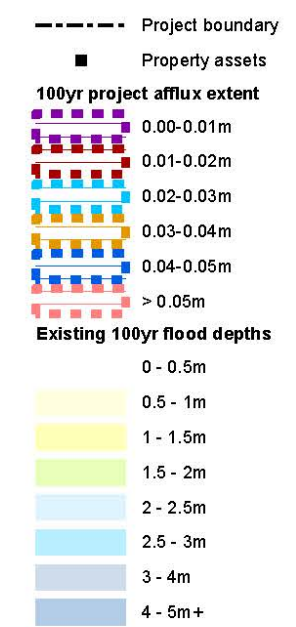 Project boundary
Property assets
100yr project afflux extent
0.00-0.01m
0.01-0.02m
0.02-0.03m
0.03-0.04m
0.04-0.05m
> 0.05m
Existing 100yr flood depths
0 - 0.5m
0.5 - 1m
1 - 1.5m
1.5 - 2m
2 - 2.5m
2.5 - 3m
3 - 4m
4 - 5m+